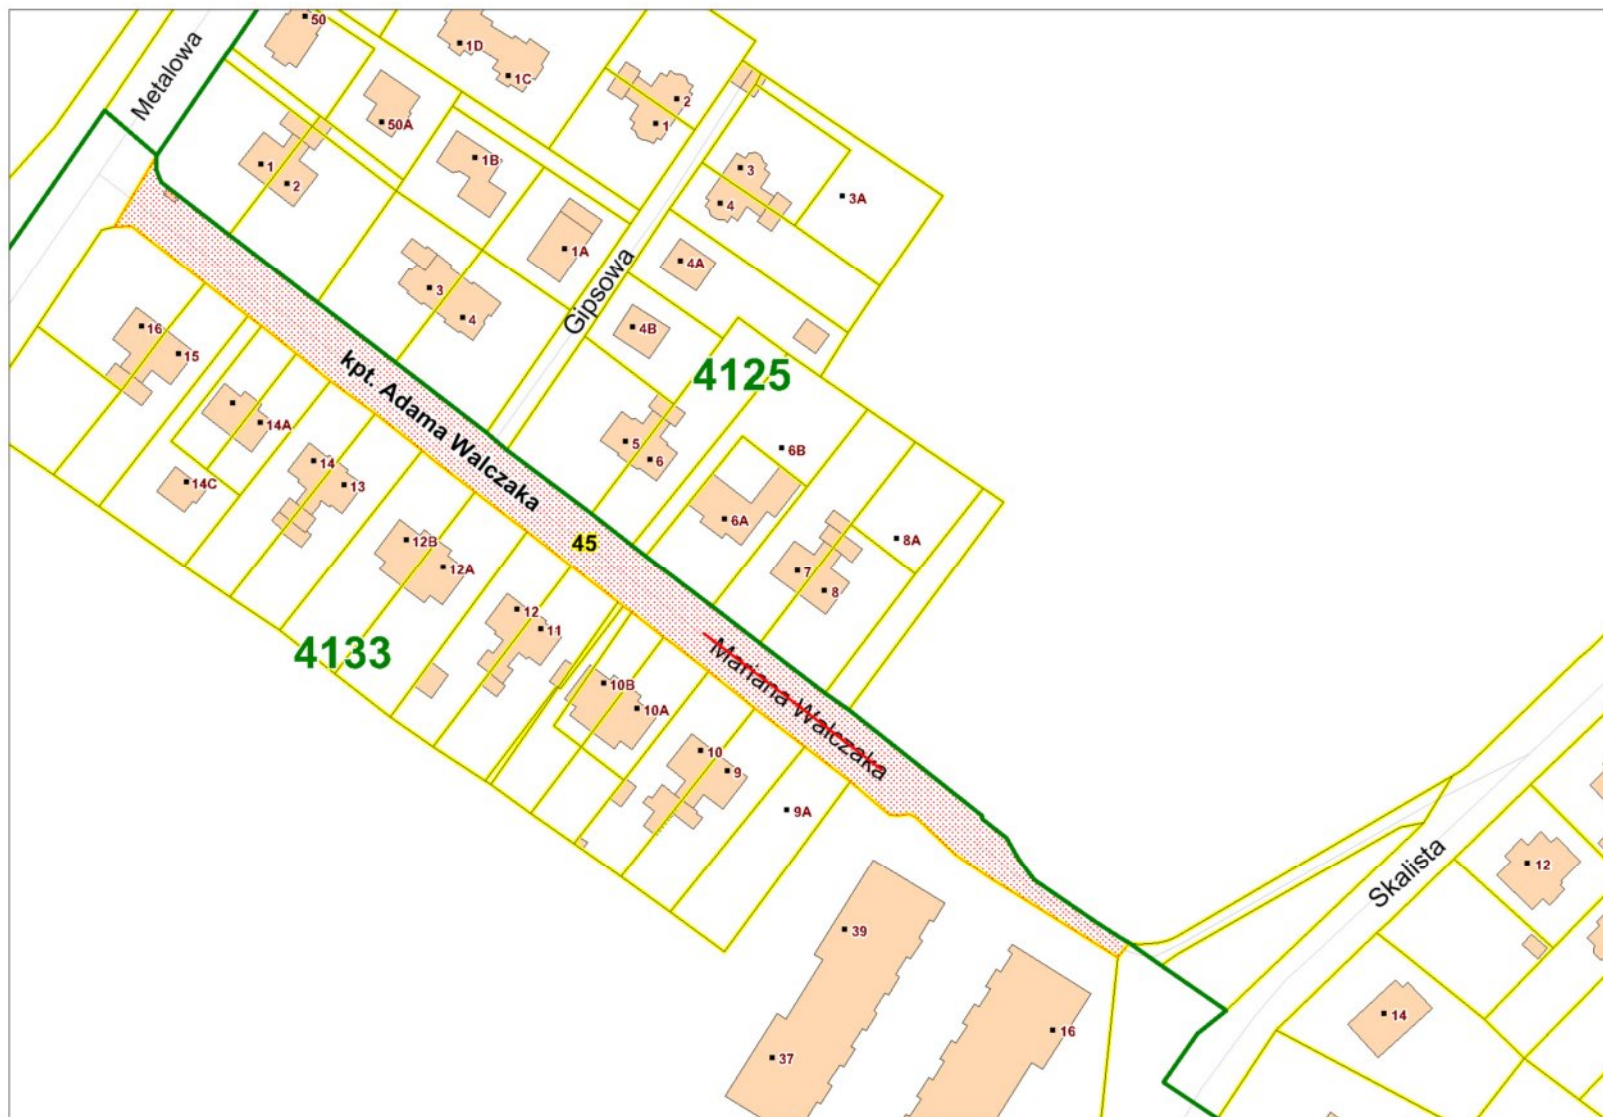 50
1D
1C
Metalowa
2
1
50A
1B
3
3A
1
2
4
1A
4A
3
Gipsowa
4
4B
16
15
kpt. Adama Walczaka
4125
14A
5
6B
6
14
14C
13
6A
12B
45
8A
12A
7
8
12
11
4133
Mariana Walczaka
10B
10A
10
9
9A
Skalista
12
39
14
16
37